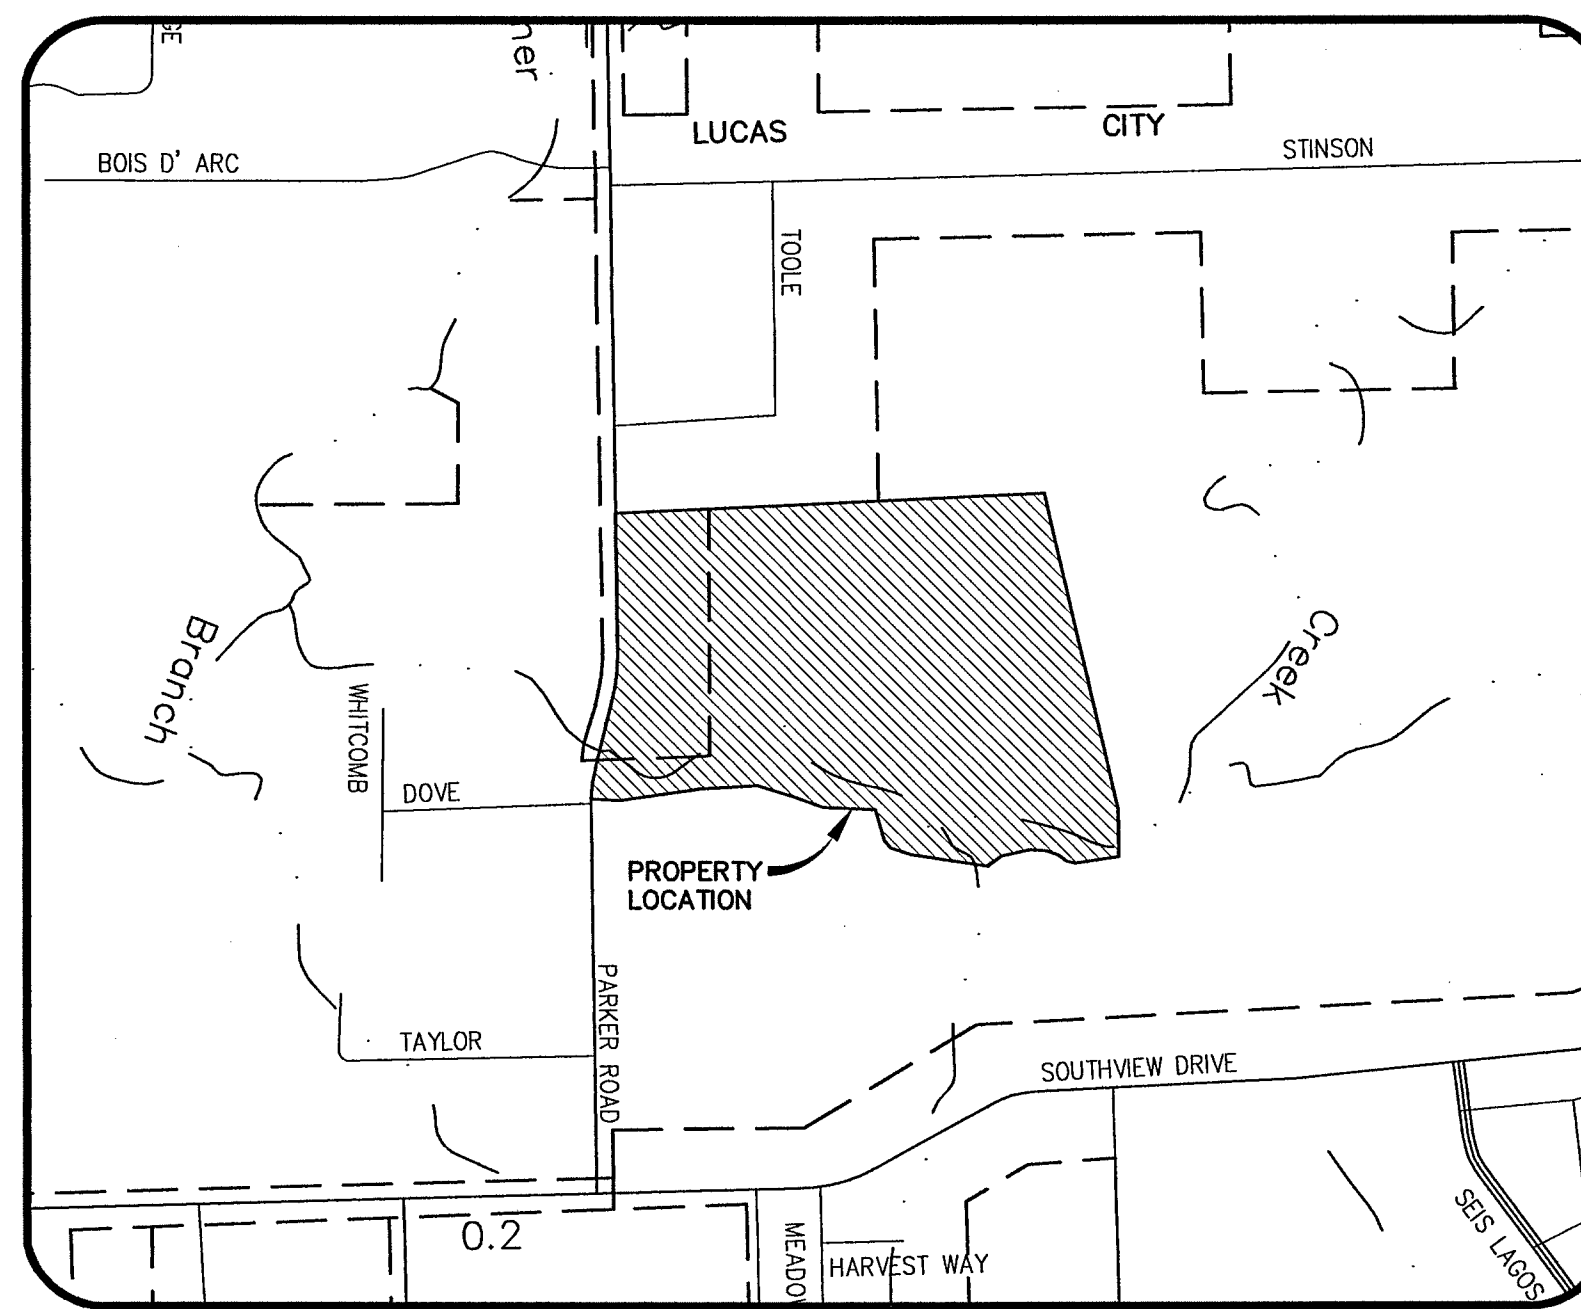 LUCAS
CITY
BOIS D' ARC
STINSON
TOOLE
Branch
Creek
WHITCOMB
DOVE
PROPERTY
LOCATION
PARKER ROAD
TAYLOR
SOUTHVIEW DRIVE
SEIS LAGOS
0.2
HARVEST WAY